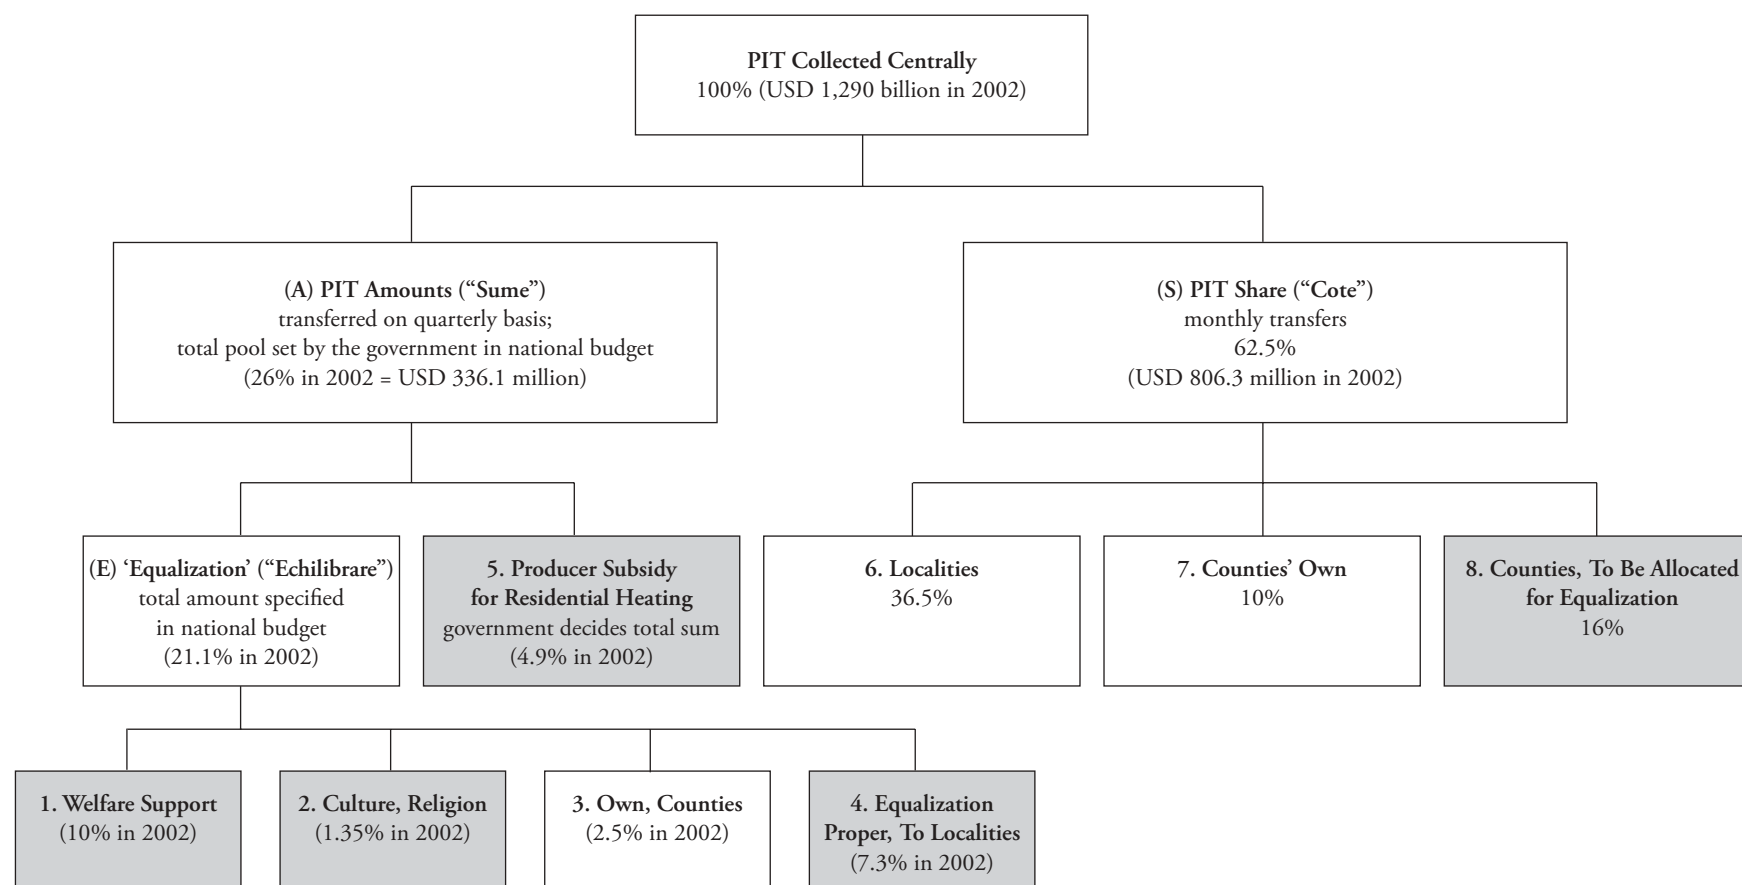 PIT Collected Centrally
100% (USD 1,290 billion in 2002)
(A) PIT Amounts (“Sume”)
transferred on quarterly basis;
total pool set by the government in national budget
(26% in 2002 = USD 336.1 million)
(S) PIT Share (“Cote”)
monthly transfers
62.5%
(USD 806.3 million in 2002)
(E) ‘Equalization’ (“Echilibrare”)
total amount specified
in national budget
(21.1% in 2002)
5. Producer Subsidy
for Residential Heating
government decides total sum
(4.9% in 2002)
6. Localities
36.5%
7. Counties’ Own
10%
8. Counties, To Be Allocated
for Equalization
16%
1. Welfare Support
(10% in 2002)
2. Culture, Religion
(1.35% in 2002)
3. Own, Counties
(2.5% in 2002)
4. Equalization
Proper, To Localities
(7.3% in 2002)